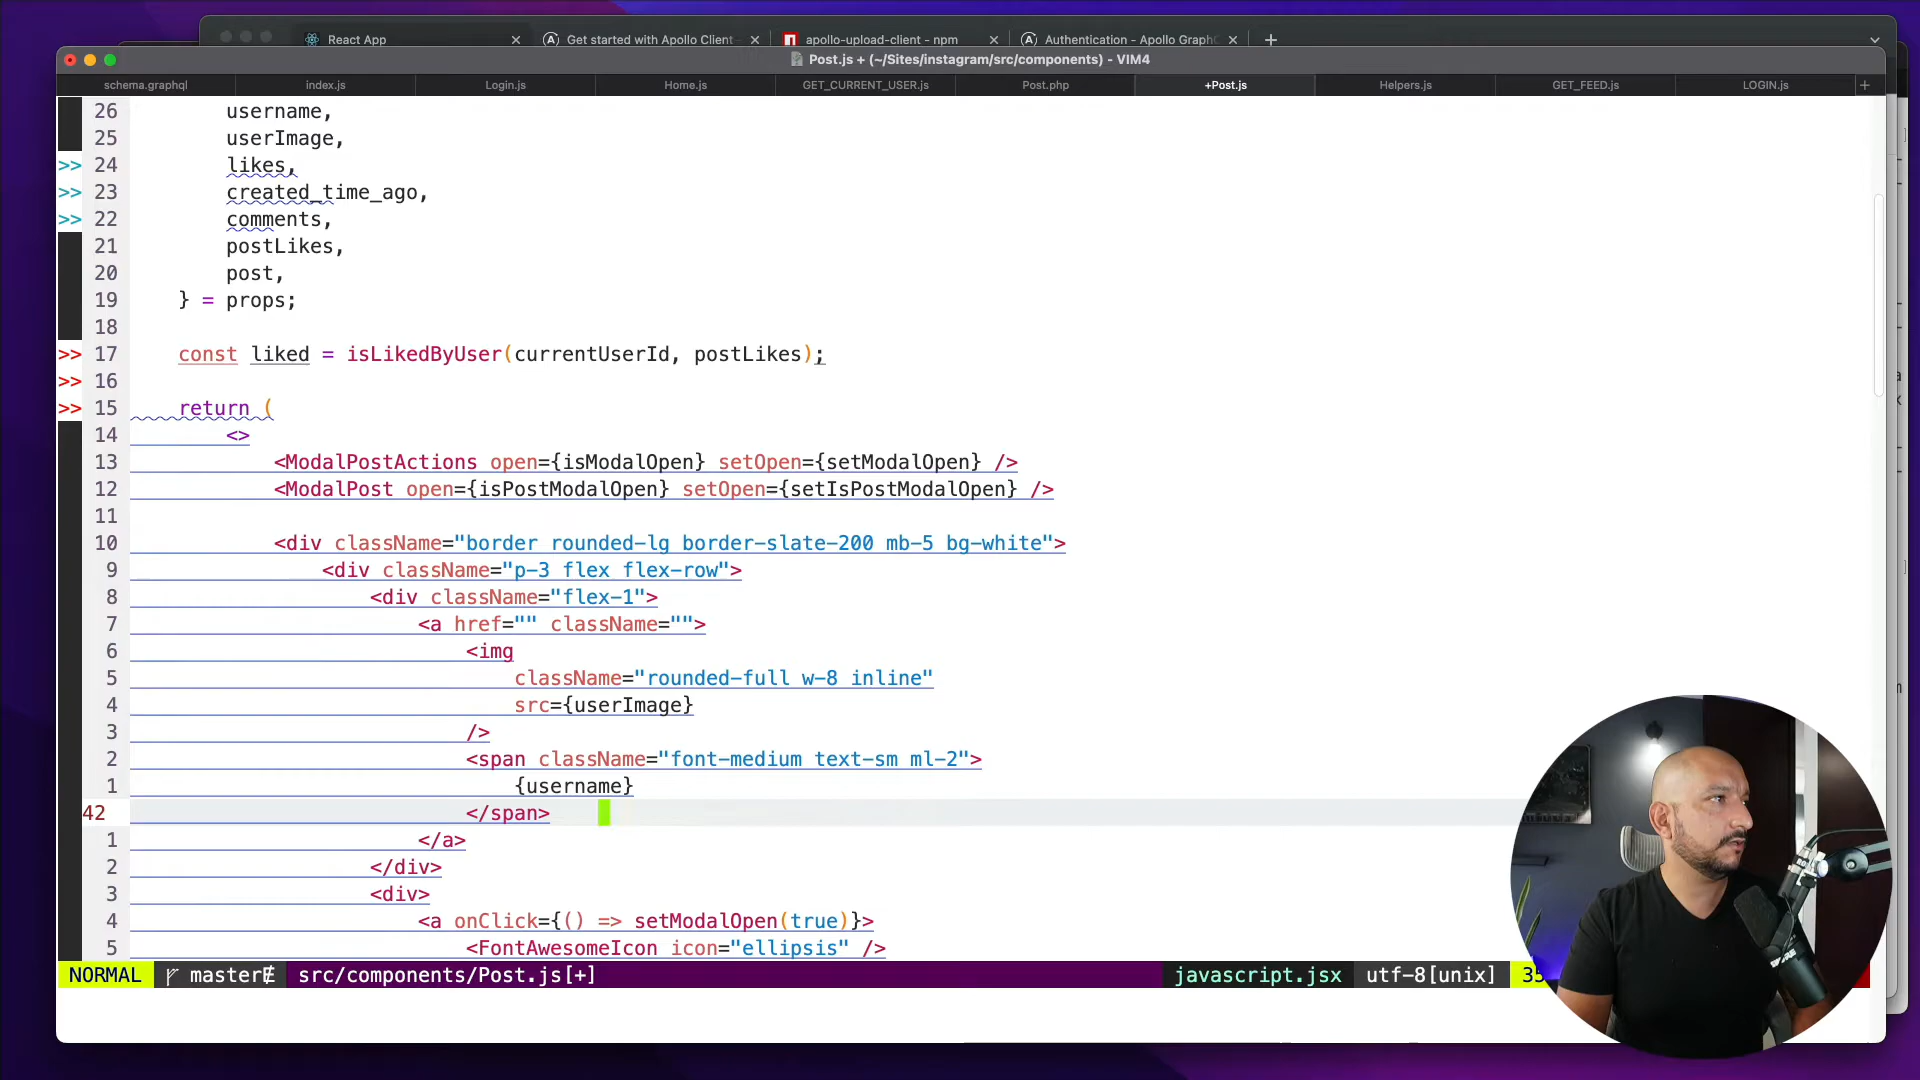 React App
Get started with Apollo Client
apollo-upload-client - npm
Authentication - Apollo Graph
Post.js + (~/Sites/instagram/src/components) - VIM4
schema.graphql
index.js
Login.js
Home.js
GET_CURRENT_USER.js
Post.php
+Post.js
Helpers.js
GET_FEED.js
LOGIN.js
26 username,
25 userImage,
>> 24 likes,
>> 23 created_time_ago,
>> 22 comments,
21 postLikes,
20 post,
19 } = props;
18
>> 17 const liked = isLikedByUser(currentUserId, postLikes);
>> 16
>> 15 return (
14 <>
13 <ModalPostActions open={isModalOpen} setOpen={setModalOpen} />
12 <ModalPost open={isPostModalOpen} setOpen={setIsPostModalOpen} />
11
10 <div className="border rounded-lg border-slate-200 mb-5 bg-white">
9 <div className="p-3 flex flex-row">
8 <div className="flex-1">
7 <a href="" className="">
6 <img
5 className="rounded-full w-8 inline"
4 src={userImage}
3 />
2 <span className="font-medium text-sm ml-2">
1 {username}
42 </span>
1 </a>
2 </div>
3 <div>
4 <a onClick={() => setModalOpen(true)}>
5 <FontAwesomeIcon icon="ellipsis" />
NORMAL master src/components/Post.js[+] javascript.jsx utf-8[unix]